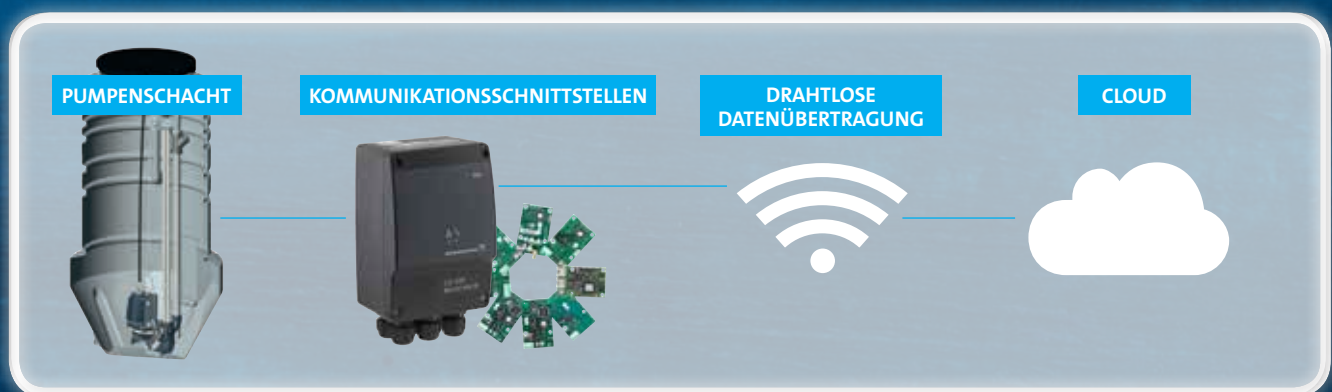 PUMPENSCHACHT
KOMMUNIKATIONSSCHNITTSTELLEN
DRAHTLOSE
DATENÜBERTRAGUNG
CLOUD